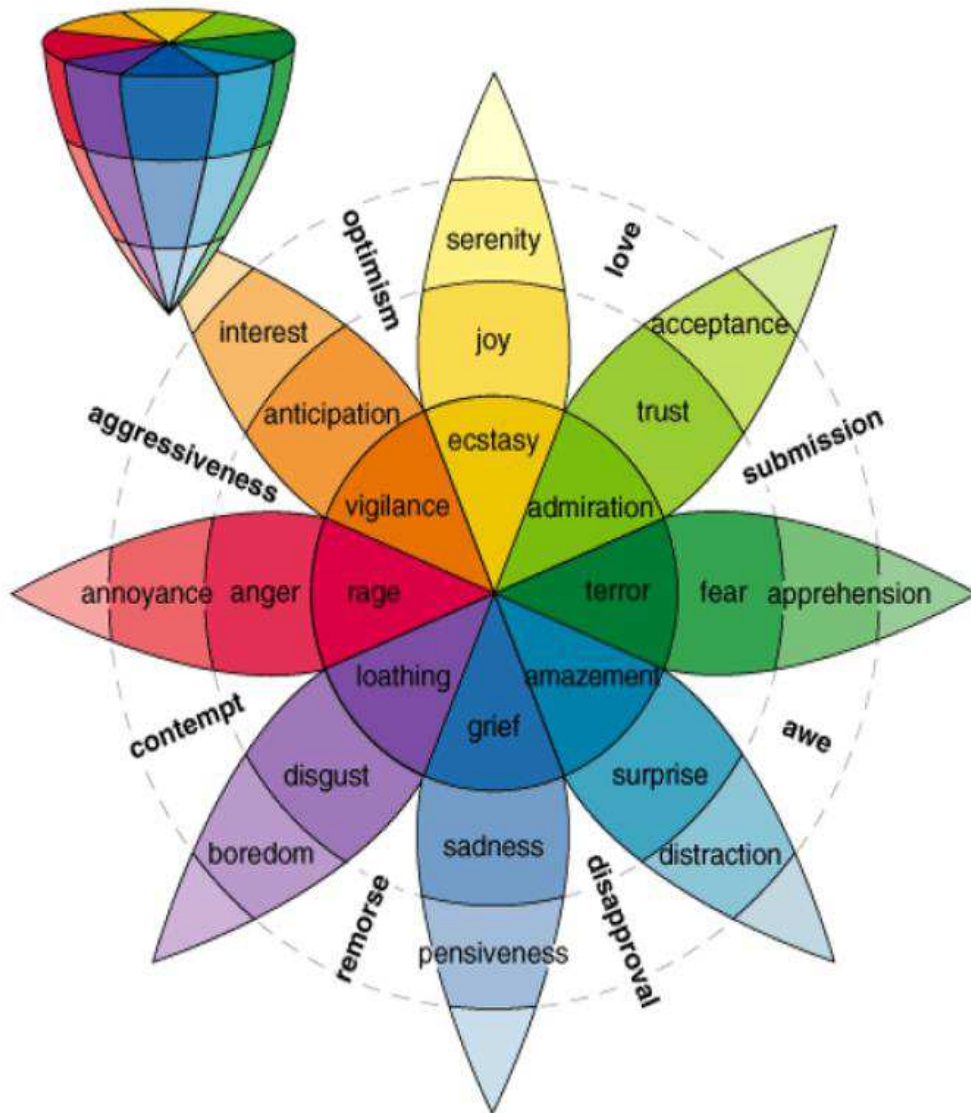 optimism
love
serenity
interest
acceptance
joy
anticipation
trust
aggressiveness
ecstasy
submission
vigilance
admiration
annoyance
anger
rage
terror
fear
apprehension
loathing
amazement
contempt
grief
awe
disgust
surprise
boredom
sadness
distraction
remorse
disapproval
pensiveness